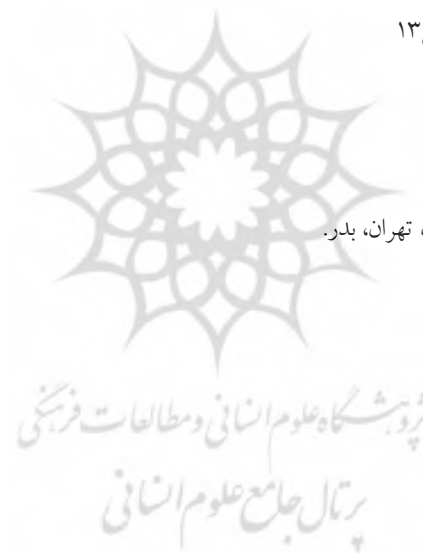 ۱۳
، تهران، بدر.
پژوهشگاه علوم انسانی و مطالعات فرهنگی
پرتال جامع علوم انسانی